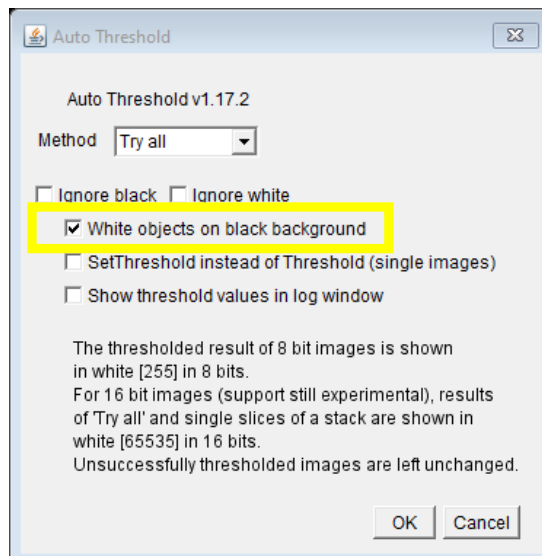 Auto Threshold
Auto Threshold v1.17.2
Method Try all
Ignore black Ignore white
White objects on black background
SetThreshold instead of Threshold (single images)
Show threshold values in log window
The thresholded result of 8 bit images is shown
in white [255] in 8 bits.
For 16 bit images (support still experimental), results
of 'Try all' and single slices of a stack are shown in
white [65535] in 16 bits.
Unsuccessfully thresholded images are left unchanged.
OK Cancel